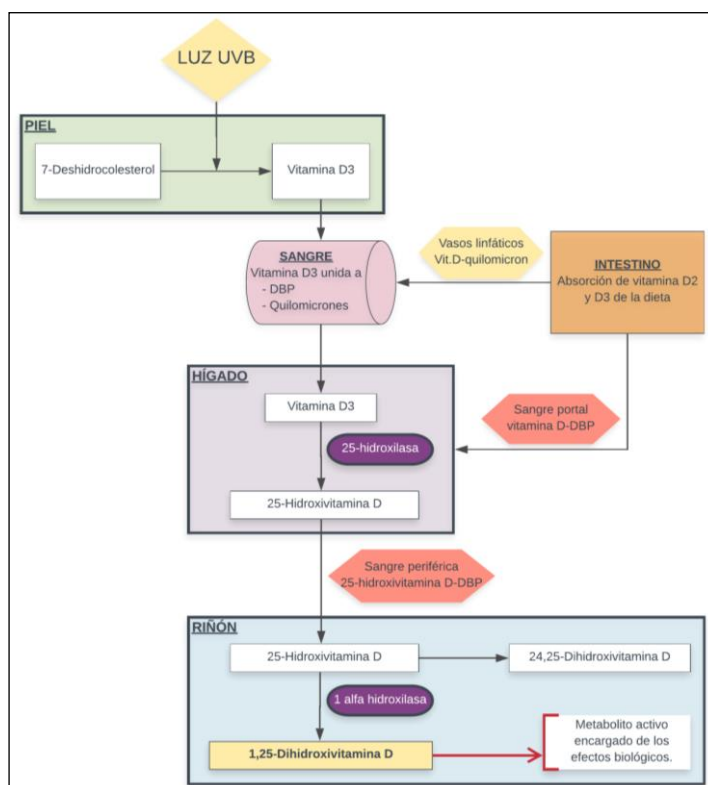 LUZ UVB
PIEL
7-Deshidrocolesterol
Vitamina D3
SANGRE
Vitamina D3 unida a
- DBP
- Quilomicrones
Vasos linfáticos
Vit.D-quilomicron
INTESTINO
Absorción de vitamina D2
y D3 de la dieta
HÍGADO
Vitamina D3
25-hidroxilasa
25-Hidroxivitamina D
Sangre portal
vitamina D-DBP
Sangre periférica
25-hidroxivitamina D-DBP
RIÑÓN
25-Hidroxivitamina D
24,25-Dihidroxivitamina D
1 alfa hidroxilasa
1,25-Dihidroxivitamina D
Metabolito activo
encargado de los
efectos biológicos.